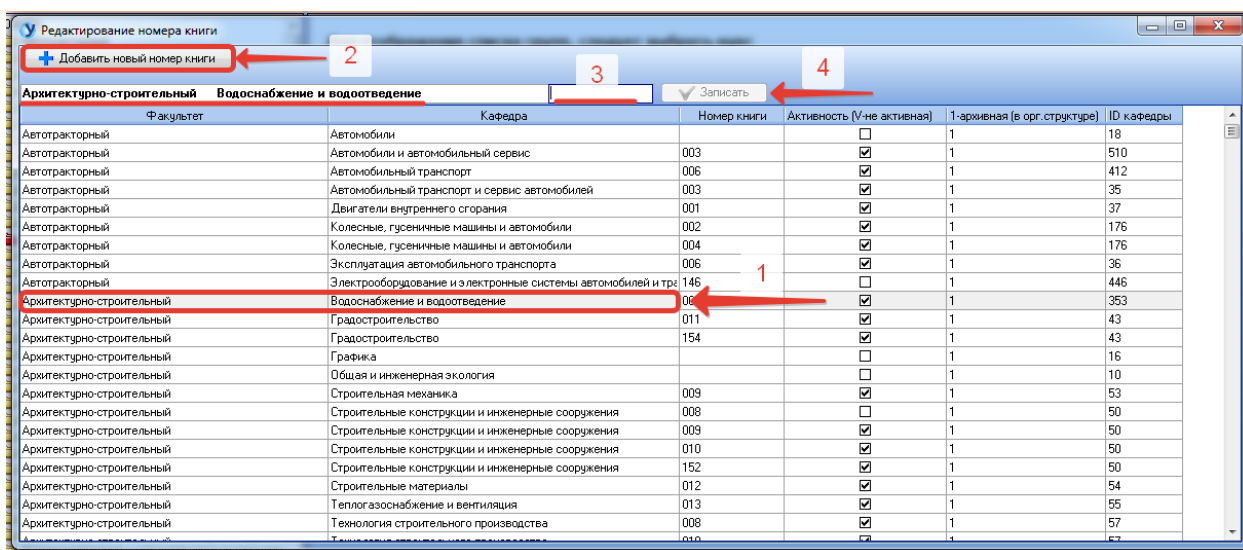 Редактирование номера книги
Добавить новый номер книги
2
3
4
Архитектурно-строительный Водоснабжение и водоотведение
Записать
Факультет Кафедра Номер книги Активность (V-не активная) 1-архивная (в орг.структуре) ID кафедры
Автотракторный Автомобили 1 18
Автотракторный Автомобили и автомобильный сервис 003 1 510
Автотракторный Автомобильный транспорт 006 1 412
Автотракторный Автомобильный транспорт и сервис автомобилей 003 1 35
Автотракторный Двигатели внутреннего сгорания 001 1 37
Автотракторный Колесные, гусеничные машины и автомобили 002 1 176
Автотракторный Колесные, гусеничные машины и автомобили 004 1 176
Автотракторный Эксплуатация автомобильного транспорта 006 1 36
1
Автотракторный Электрооборудование и электронные системы автомобилей и тра 146 1 446
Архитектурно-строительный Водоснабжение и водоотведение 1 353
Архитектурно-строительный Градостроительство 011 1 43
Архитектурно-строительный Градостроительство 154 1 43
Архитектурно-строительный Графика 1 16
Архитектурно-строительный Общая и инженерная экология 1 10
Архитектурно-строительный Строительная механика 009 1 53
Архитектурно-строительный Строительные конструкции и инженерные сооружения 008 1 50
Архитектурно-строительный Строительные конструкции и инженерные сооружения 009 1 50
Архитектурно-строительный Строительные конструкции и инженерные сооружения 010 1 50
Архитектурно-строительный Строительные конструкции и инженерные сооружения 152 1 50
Архитектурно-строительный Строительные материалы 012 1 54
Архитектурно-строительный Теплогазоснабжение и вентиляция 013 1 55
Архитектурно-строительный Технология строительного производства 008 1 57